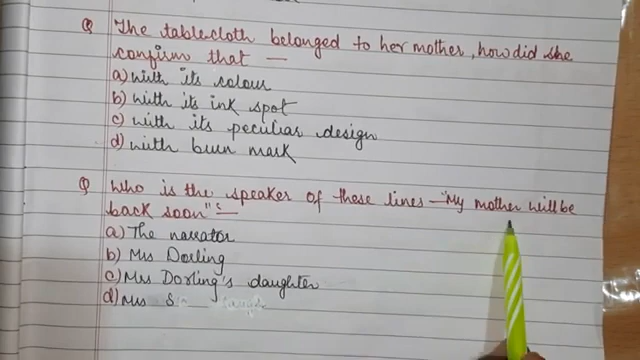 Q The tablecloth belonged to her mother, how did she
confirm that —
a) with its colour
b) with its ink spot
c) with its peculiar design
d) with burn mark
Q Who is the speaker of these lines – "My mother will be
back soon" :–
a) The narrator
b) Mrs Dorling
c) Mrs Dorling's daughter
d) Mrs S